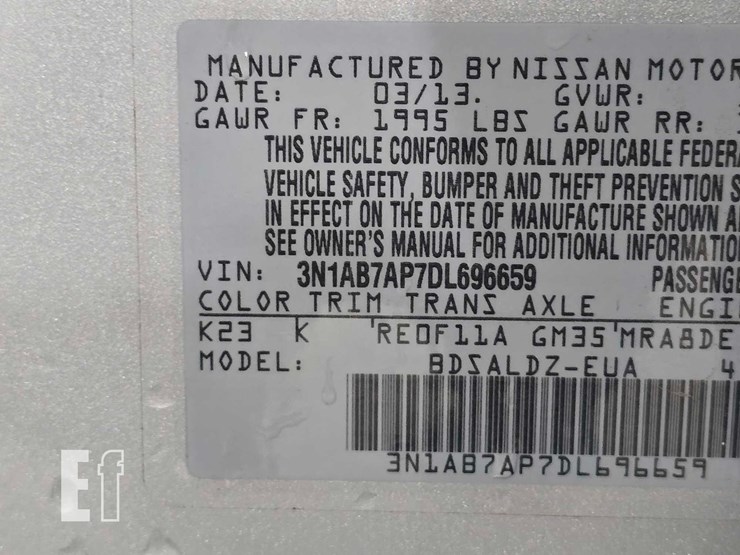 MANUFACTURED BY NISSAN MOTOR
DATE: 03/13. GVWR:
GAWR FR: 1995 LBS GAWR RR:
THIS VEHICLE CONFORMS TO ALL APPLICABLE FEDERA
VEHICLE SAFETY, BUMPER AND THEFT PREVENTION S
IN EFFECT ON THE DATE OF MANUFACTURE SHOWN A
SEE OWNER'S MANUAL FOR ADDITIONAL INFORMATIO
VIN: 3N1AB7AP7DL696659 PASSENGE
COLOR TRIM TRANS AXLE ENGI
K23 K 'RE0F11A GM35'MRA8DE
MODEL: BDSALDZ-EUA 4
3N1AB7AP7DL696659
Ef